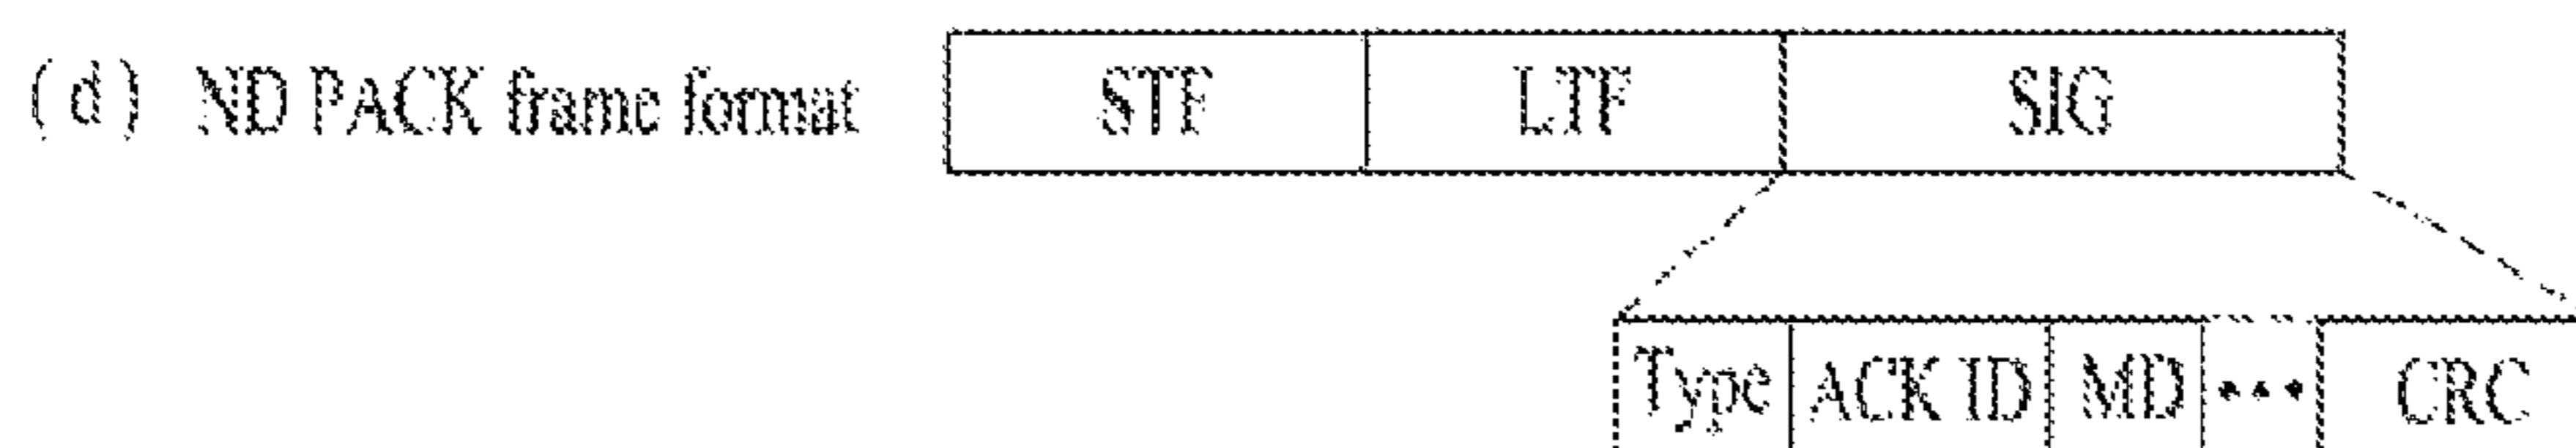 (d) ND PACK frame format STF LTF SIG
Type ACK ID MD ••• CRC